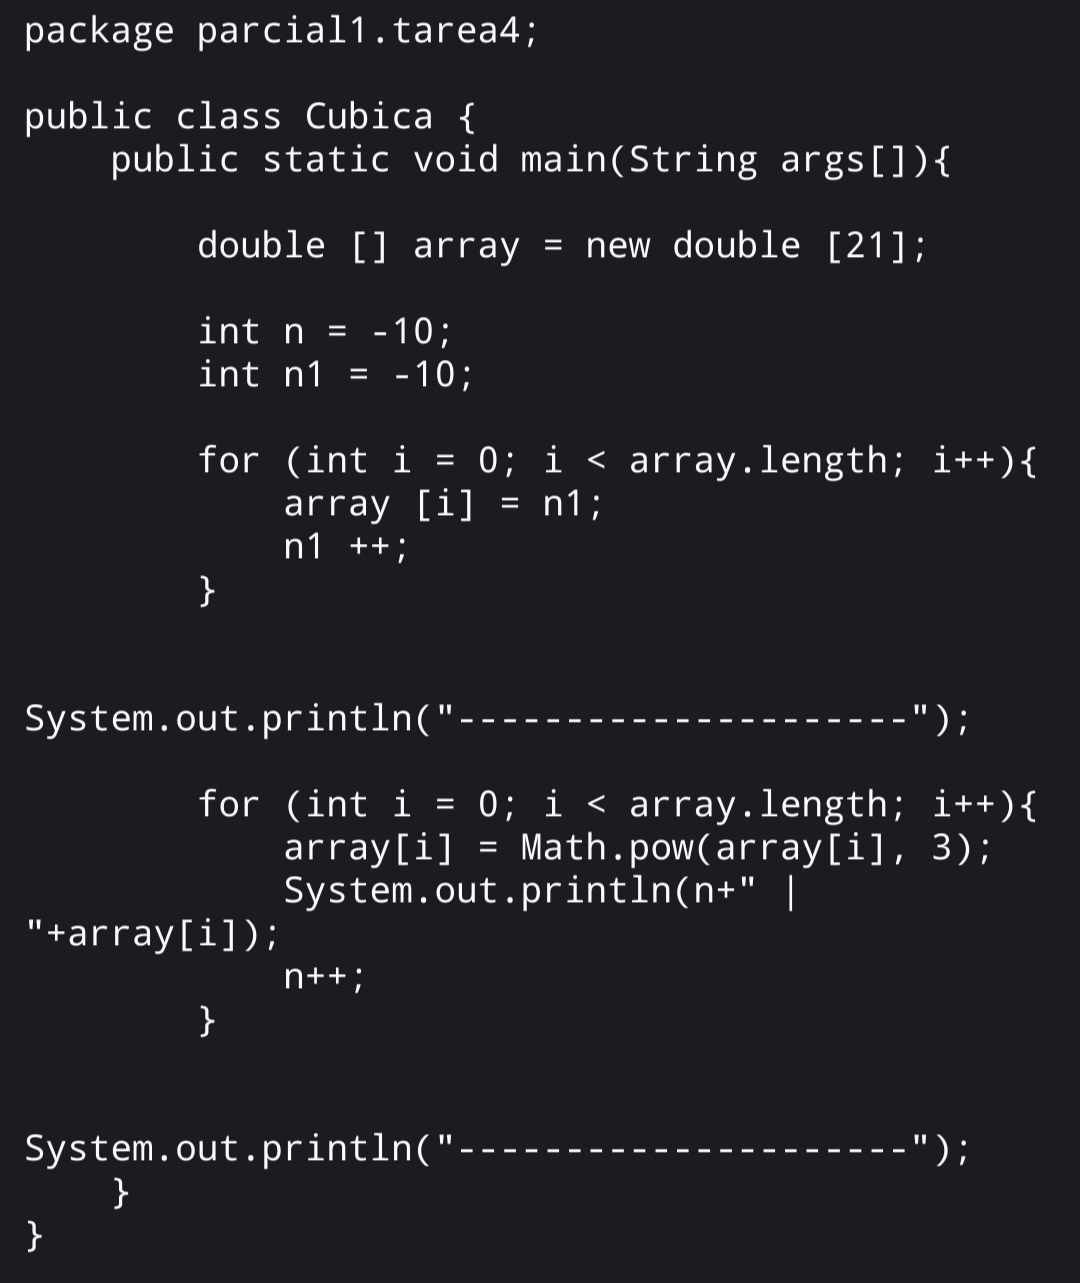 package parcial1.tarea4;
public class Cubica {
public static void main(String args[]){
double [] array = new double [21];
int n = -10;
int n1 = -10;
for (int i = 0; i < array.length; i++){
array [i] = n1;
n1 ++;
}
System.out.println("---------------------");
for (int i = 0; i < array.length; i++){
array[i] = Math.pow(array[i], 3);
System.out.println(n+" |
"+array[i]);
n++;
}
System.out.println("---------------------");
}
}